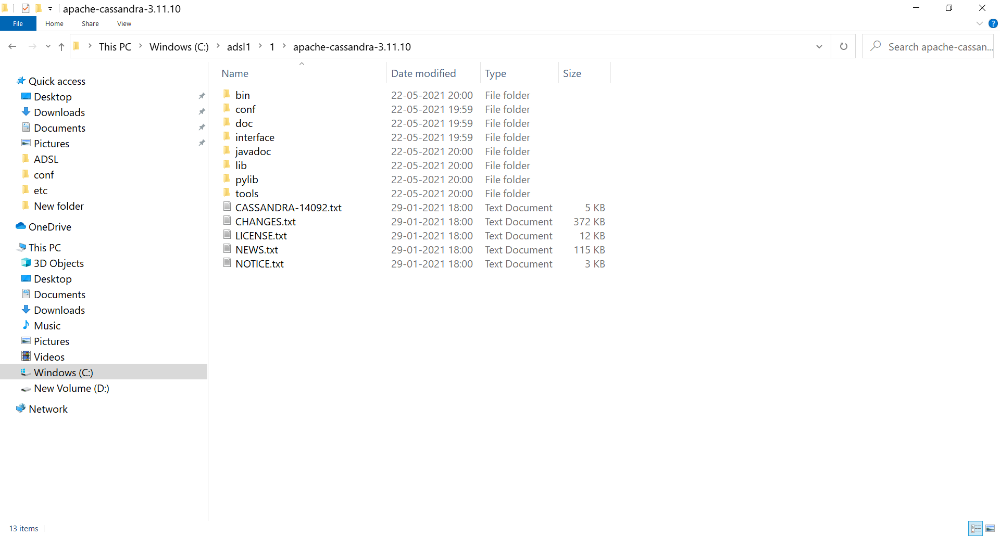 apache-cassandra-3.11.10
File Home Share View
This PC Windows (C:) adsl1 1 apache-cassandra-3.11.10 Search apache-cassan...
Name Date modified Type Size
Quick access
Desktop
Downloads
Documents
Pictures
ADSL
conf
etc
New folder
OneDrive
This PC
3D Objects
Desktop
Documents
Downloads
Music
Pictures
Videos
Windows (C:)
New Volume (D:)
Network
bin 22-05-2021 20:00 File folder
conf 22-05-2021 19:59 File folder
doc 22-05-2021 19:59 File folder
interface 22-05-2021 19:59 File folder
javadoc 22-05-2021 20:00 File folder
lib 22-05-2021 20:00 File folder
pylib 22-05-2021 20:00 File folder
tools 22-05-2021 20:00 File folder
CASSANDRA-14092.txt 29-01-2021 18:00 Text Document 5 KB
CHANGES.txt 29-01-2021 18:00 Text Document 372 KB
LICENSE.txt 29-01-2021 18:00 Text Document 12 KB
NEWS.txt 29-01-2021 18:00 Text Document 115 KB
NOTICE.txt 29-01-2021 18:00 Text Document 3 KB
13 items